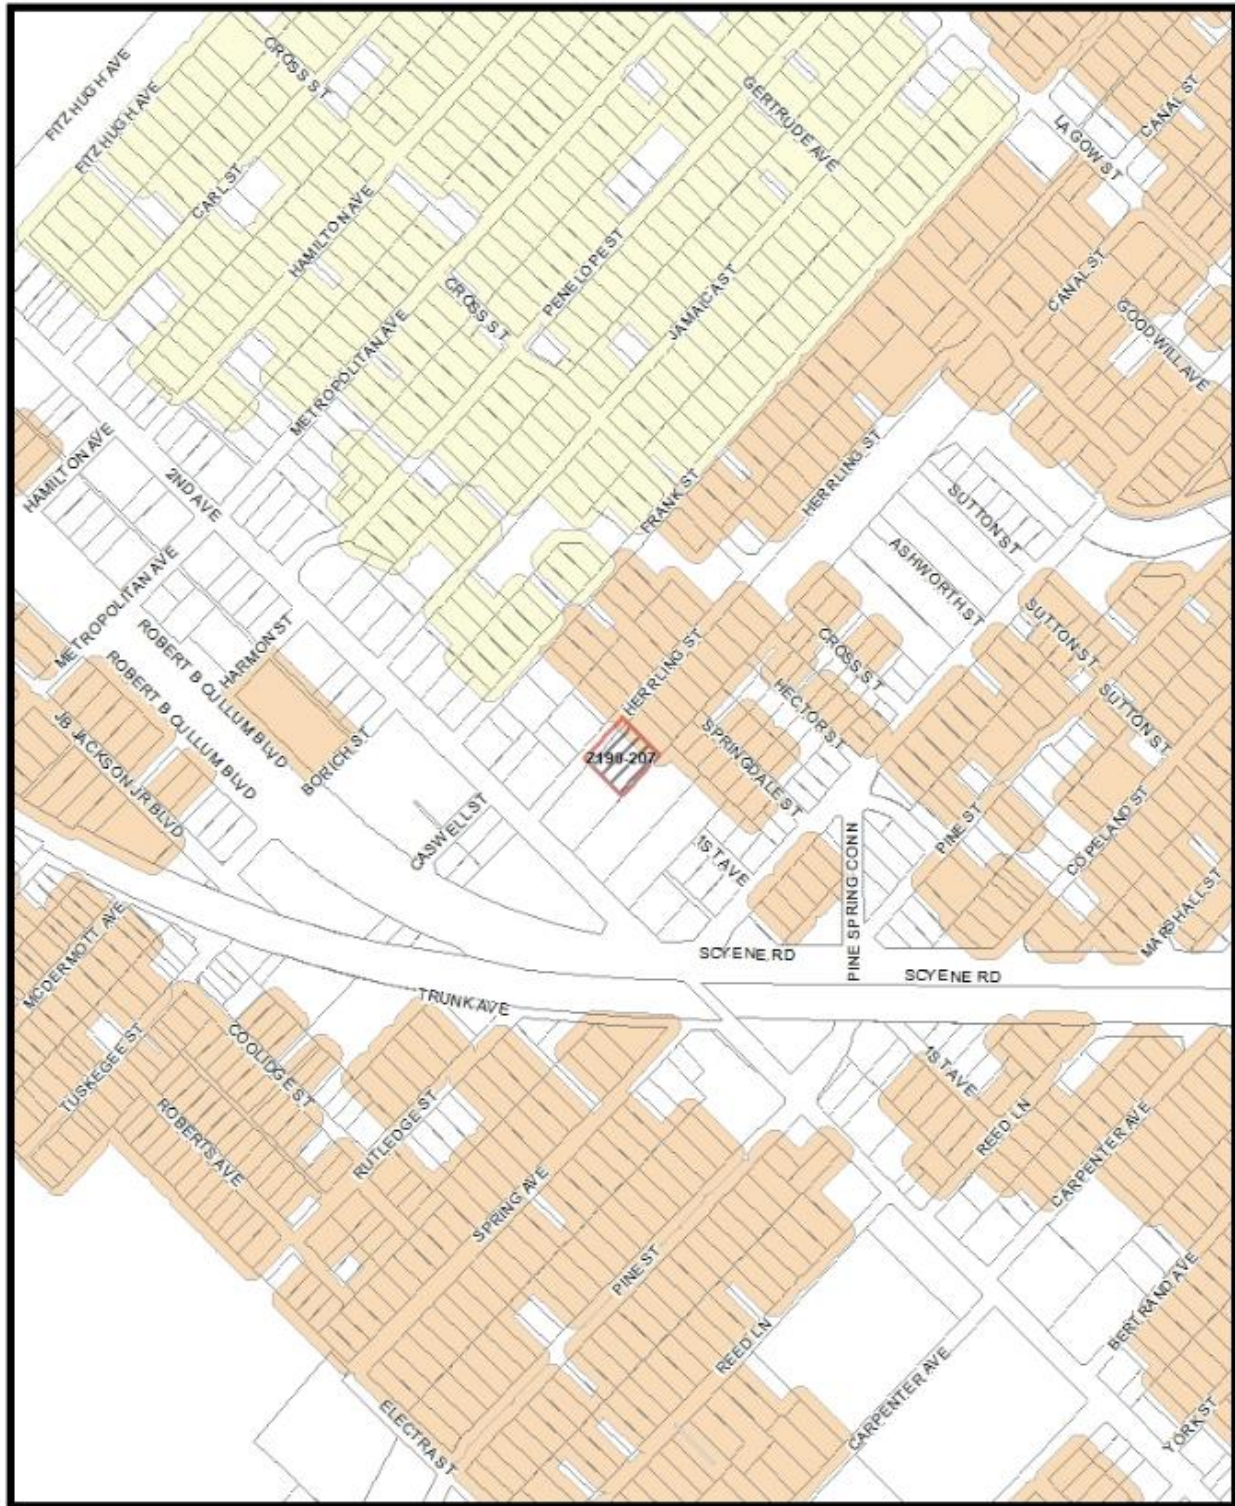 FITZHUGH AVE
CROSS ST
FITZ HUGH AVE
GERTRUDE AVE
CANAL ST
LAGOW ST
CARL ST
HAMILTON AVE
PENELOPE ST
CROSS ST
JAMAICA ST
CANAL ST
GOODWILL AVE
METROPOLITAN AVE
HAMILTON AVE
2ND AVE
FRANK ST
HERRLING ST
SUTTON ST
ASHWORTH ST
METROPOLITAN AVE
ROBERT B CULLUM BLVD
HARMON ST
ROBERT B CULLUM BLVD
HERRLING ST
CROSS ST
SUTTON ST
HECTOR ST
SUTTON ST
SPRINGDALE ST
JB JACKSON JR BLVD
BORICH ST
Z190-207
CASWELL ST
1ST AVE
PINE ST
COPELAND ST
PINE SPRING CONN
MARSHALL ST
MCDERMOTT AVE
SCYENE RD
SCYENE RD
TRUNK AVE
TUSKEGEE ST
COOLIDGE ST
1ST AVE
REED LN
ROBERTS AVE
RUTLEDGE ST
CARPENTER AVE
SPRING AVE
PINE ST
BERTRAND AVE
REED LN
CARPENTER AVE
ELECTRA ST
YORK ST